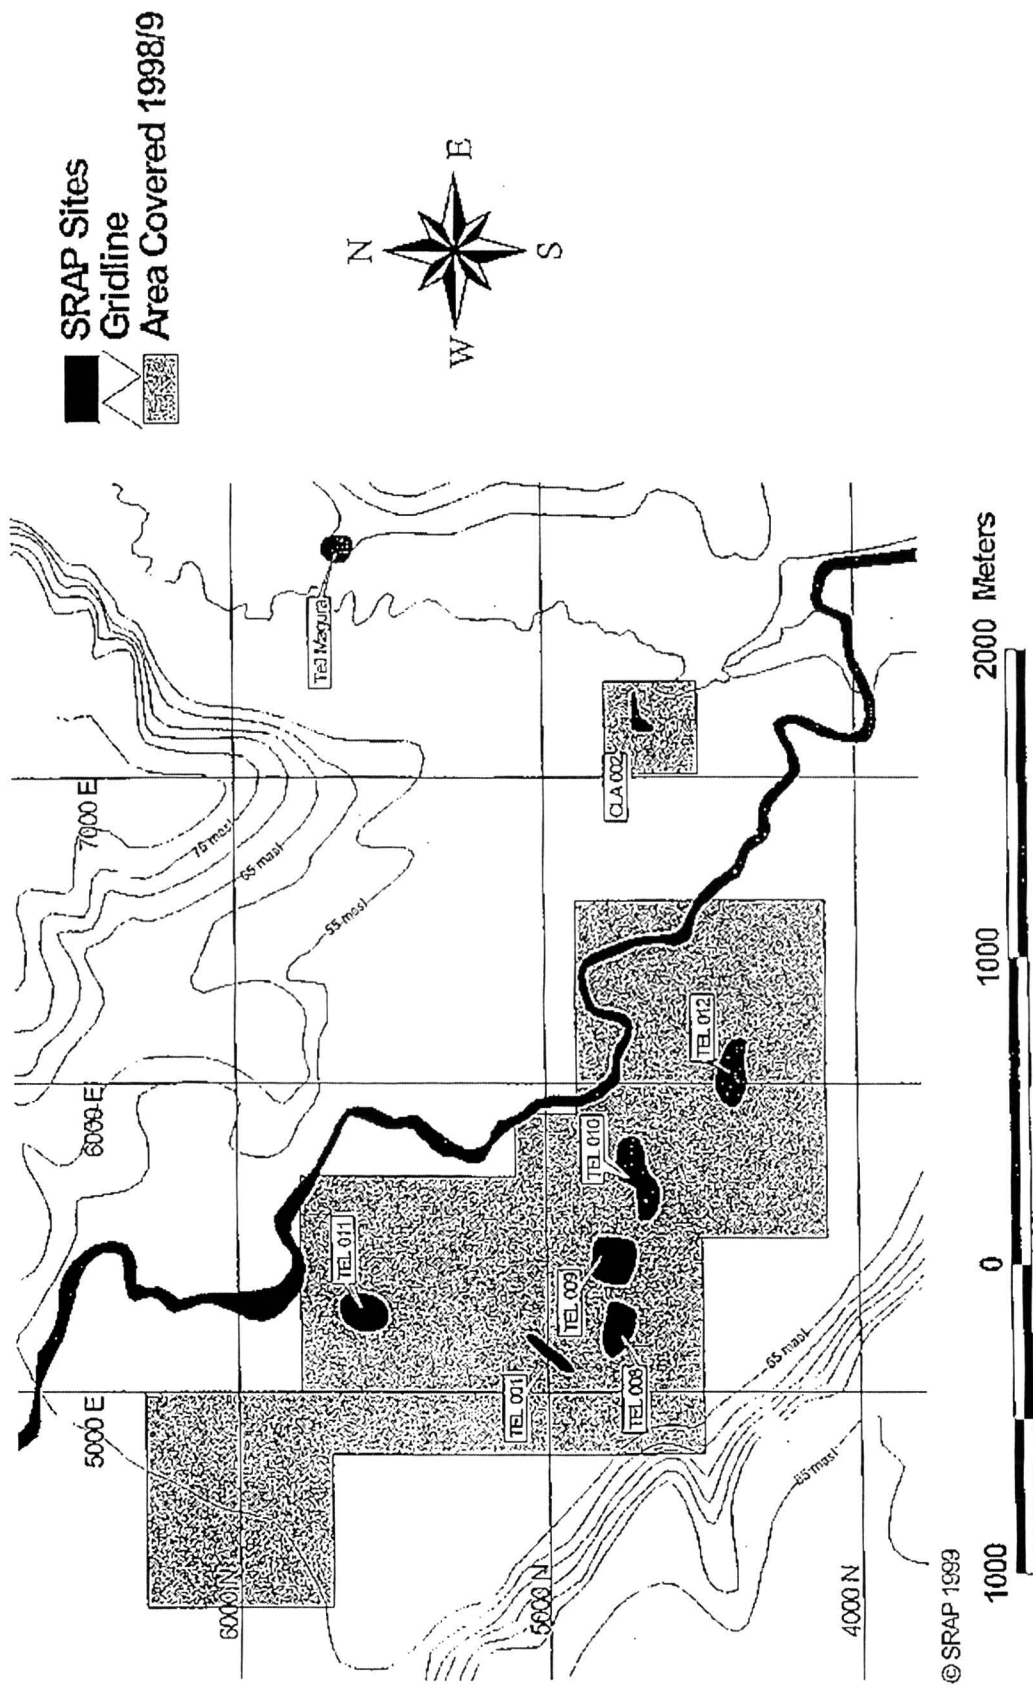 SRAP Sites
Gridline
Area Covered 1998/9
N
E
S
W
7000 E
6000 E
5000 E
6000 N
5000 N
4000 N
75 masl
65 masl
55 masl
Tel Magura
CLA 002
TEL 012
TEL 010
TEL 011
TEL 009
TEL 001
TEL 008
65 masl
85 masl
© SRAP 1999
1000
0
1000
2000 Meters